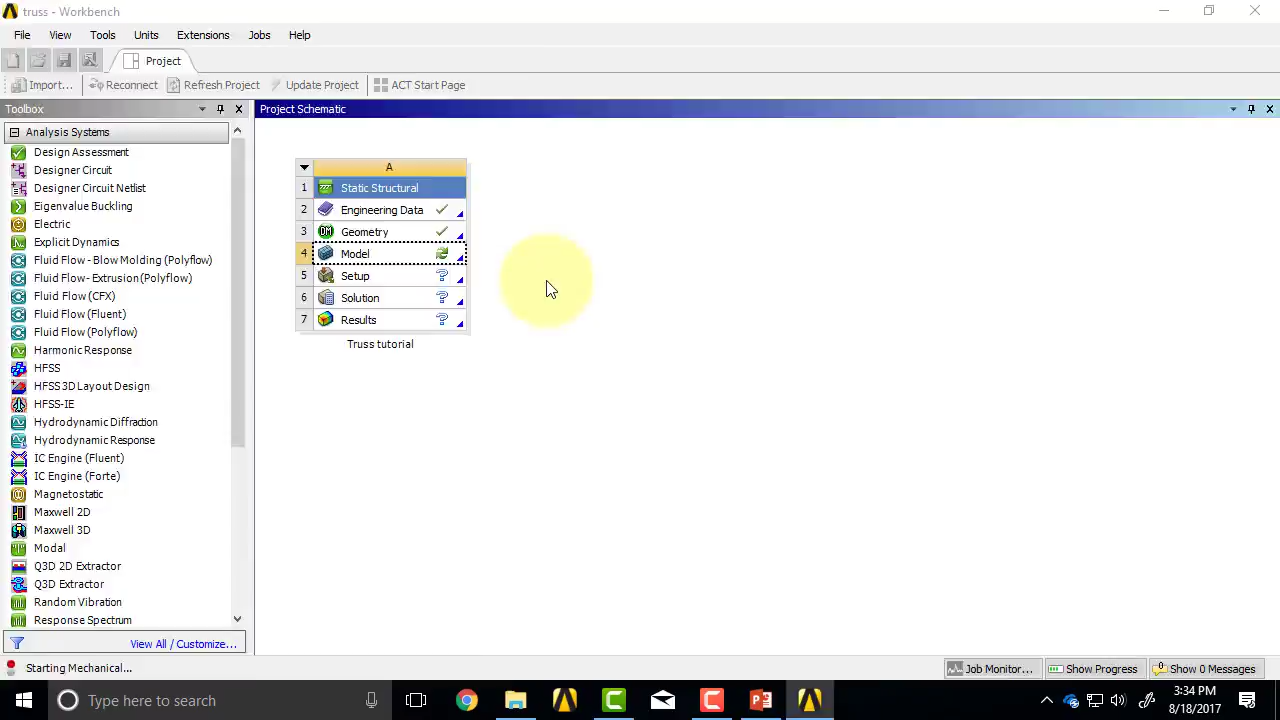 truss - Workbench
File View Tools Units Extensions Jobs Help
Project
Import... Reconnect Refresh Project Update Project ACT Start Page
Toolbox
Project Schematic
Analysis Systems
Design Assessment
Designer Circuit
Designer Circuit Netlist
Eigenvalue Buckling
Electric
Explicit Dynamics
Fluid Flow - Blow Molding (Polyflow)
Fluid Flow- Extrusion (Polyflow)
Fluid Flow (CFX)
Fluid Flow (Fluent)
Fluid Flow (Polyflow)
Harmonic Response
HFSS
HFSS 3D Layout Design
HFSS-IE
Hydrodynamic Diffraction
Hydrodynamic Response
IC Engine (Fluent)
IC Engine (Forte)
Magnetostatic
Maxwell 2D
Maxwell 3D
Modal
Q3D 2D Extractor
Q3D Extractor
Random Vibration
Response Spectrum
View All / Customize...
A
1 Static Structural
2 Engineering Data
3 DM Geometry
4 Model
5 Setup ?
6 Solution ?
7 Results ?
Truss tutorial
Starting Mechanical...
Job Monitor... Show Progress Show 0 Messages
Type here to search
3:34 PM
8/18/2017